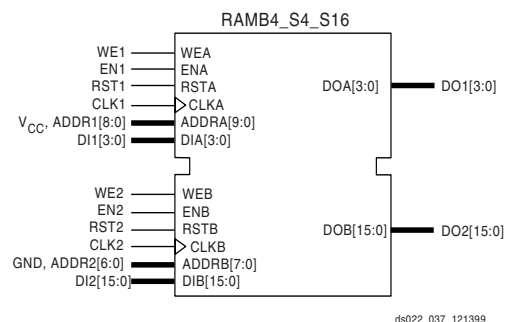 RAMB4_S4_S16
WE1 WEA
EN1 ENA
RST1 RSTA DOA[3:0] DO1[3:0]
CLK1 CLKA
VCC, ADDR1[8:0] ADDRA[9:0]
DI1[3:0] DIA[3:0]
WE2 WEB
EN2 ENB
RST2 RSTB DOB[15:0] DO2[15:0]
CLK2 CLKB
GND, ADDR2[6:0] ADDRB[7:0]
DI2[15:0] DIB[15:0]
ds022_037_121399